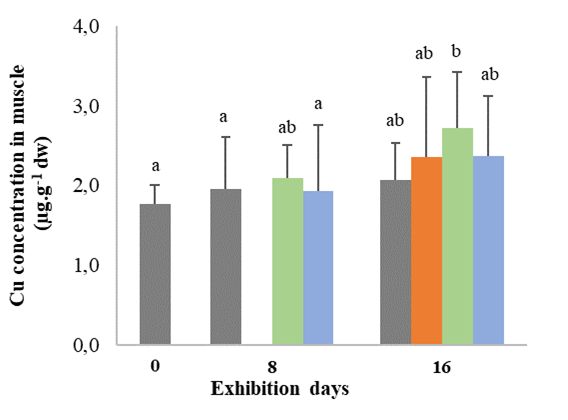 4,0
3,0
2,0
1,0
0,0
Cu concentration in muscle
(µg.g-1 dw)
a
a
ab
a
ab
ab
b
ab
0
8
16
Exhibition days